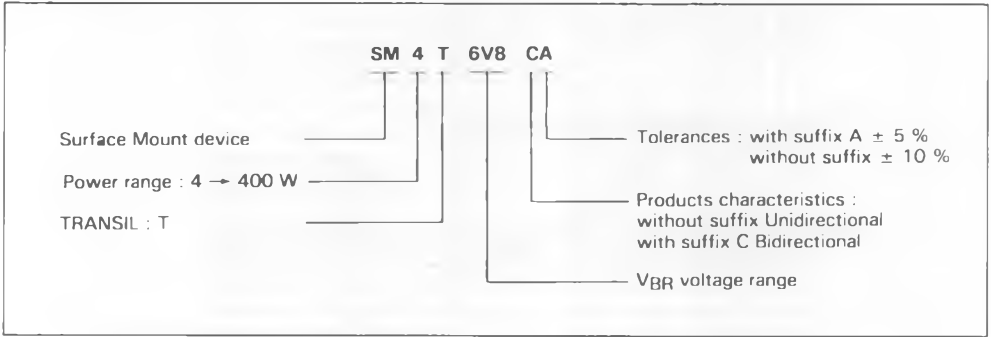 SM 4 T 6V8 CA
Surface Mount device
Power range : 4 → 400 W
TRANSIL : T
Tolerances : with suffix A ± 5 %
without suffix ± 10 %
Products characteristics :
without suffix Unidirectional
with suffix C Bidirectional
VBR voltage range